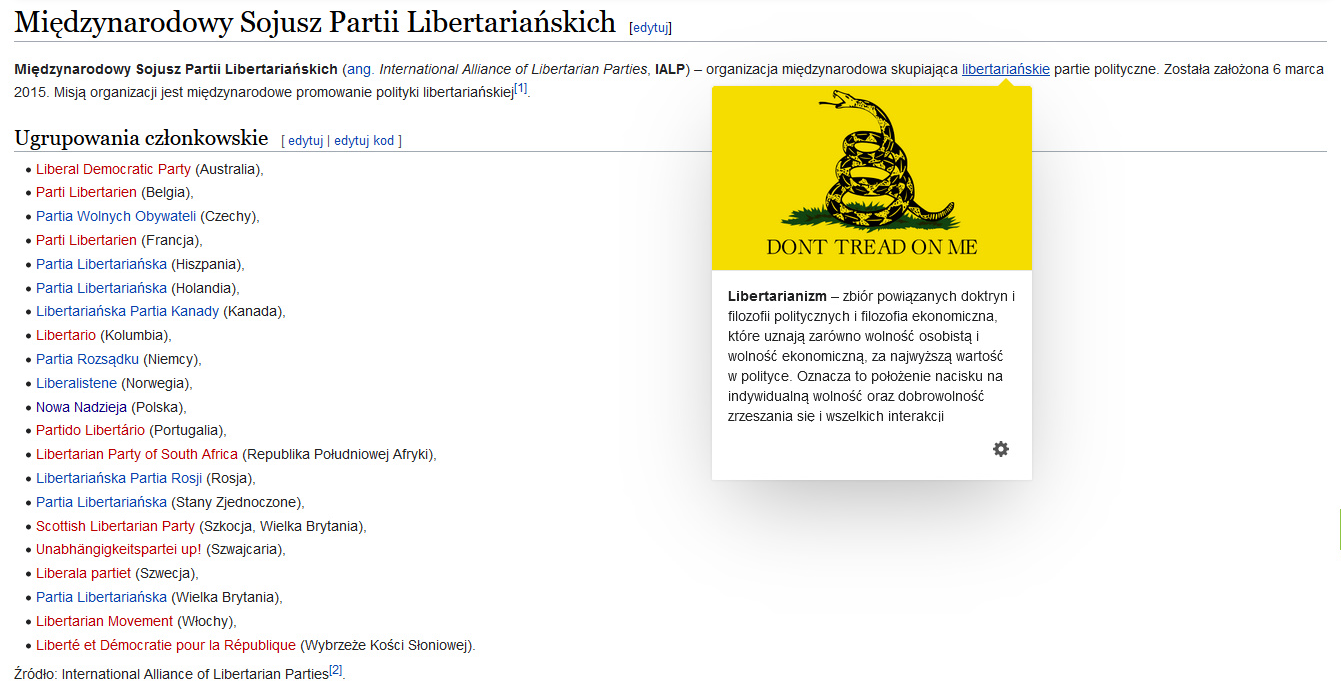 Międzynarodowy Sojusz Partii Libertariańskich [edytuj]
Międzynarodowy Sojusz Partii Libertariańskich (ang. International Alliance of Libertarian Parties, IALP) – organizacja międzynarodowa skupiająca libertariańskie partie polityczne. Została założona 6 marca
2015. Misją organizacji jest międzynarodowe promowanie polityki libertariańskiej[1].
Ugrupowania członkowskie [ edytuj | edytuj kod ]
• Liberal Democratic Party (Australia),
• Parti Libertarien (Belgia),
• Partia Wolnych Obywateli (Czechy),
• Parti Libertarien (Francja),
• Partia Libertariańska (Hiszpania),
• Partia Libertariańska (Holandia),
• Libertariańska Partia Kanady (Kanada),
• Libertario (Kolumbia),
• Partia Rozsądku (Niemcy),
• Liberalistene (Norwegia),
• Nowa Nadzieja (Polska),
• Partido Libertário (Portugalia),
• Libertarian Party of South Africa (Republika Południowej Afryki),
• Libertariańska Partia Rosji (Rosja),
• Partia Libertariańska (Stany Zjednoczone),
• Scottish Libertarian Party (Szkocja, Wielka Brytania),
• Unabhängigkeitspartei up! (Szwajcaria),
• Liberala partiet (Szwecja),
• Partia Libertariańska (Wielka Brytania),
• Libertarian Movement (Włochy),
• Liberté et Démocratie pour la République (Wybrzeże Kości Słoniowej).
Źródło: International Alliance of Libertarian Parties[2].
DONT TREAD ON ME
Libertarianizm – zbiór powiązanych doktryn i
filozofii politycznych i filozofia ekonomiczna,
które uznają zarówno wolność osobistą i
wolność ekonomiczną, za najwyższą wartość
w polityce. Oznacza to położenie nacisku na
indywidualną wolność oraz dobrowolność
zrzeszania się i wszelkich interakcji